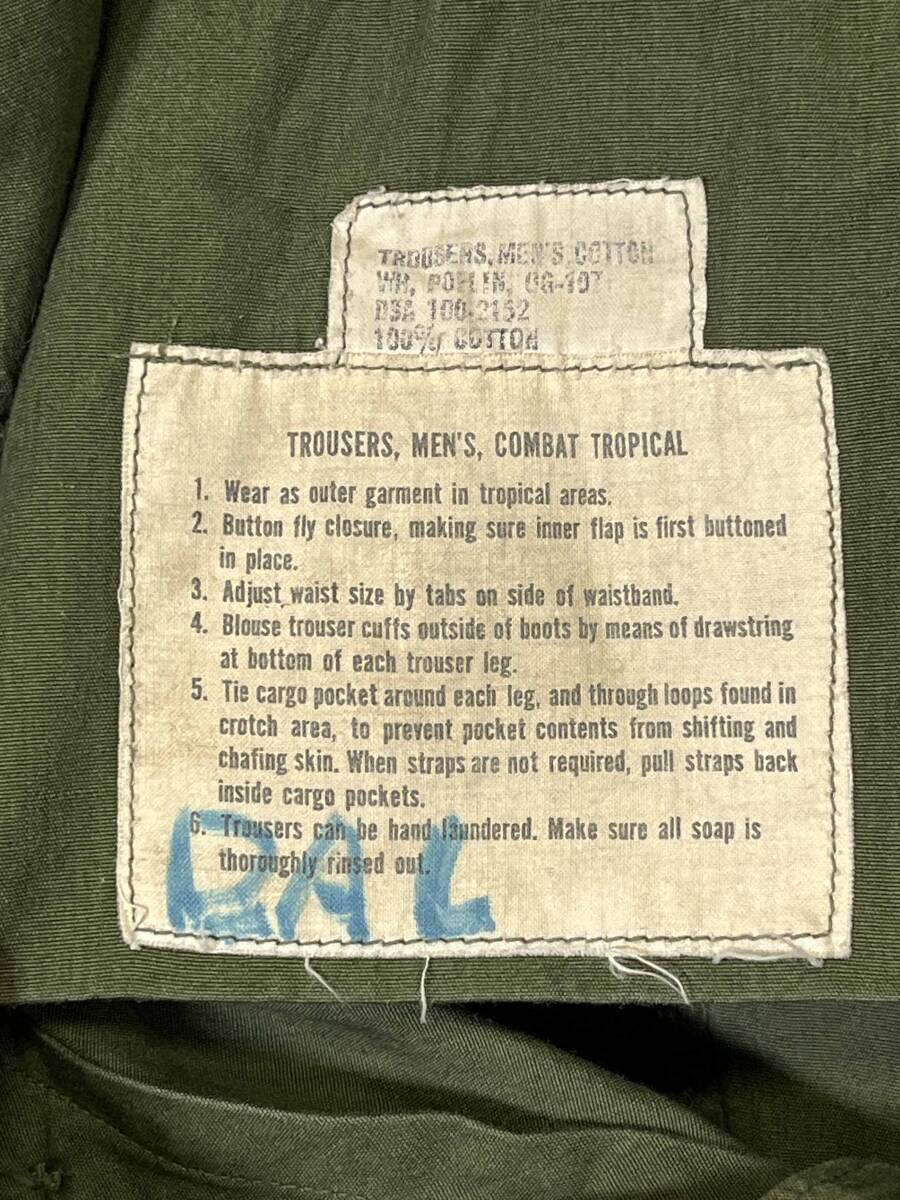 TROUSERS, MEN'S, COTTON
WR, POPLIN, OG-107
DSA 100-2152
100% COTTON
TROUSERS, MEN'S, COMBAT TROPICAL
1. Wear as outer garment in tropical areas.
2. Button fly closure, making sure inner flap is first buttoned
in place.
3. Adjust waist size by tabs on side of waistband.
4. Blouse trouser cuffs outside of boots by means of drawstring
at bottom of each trouser leg.
5. Tie cargo pocket around each leg, and through loops found in
crotch area, to prevent pocket contents from shifting and
chafing skin. When straps are not required, pull straps back
inside cargo pockets.
6. Trousers can be hand laundered. Make sure all soap is
thoroughly rinsed out.